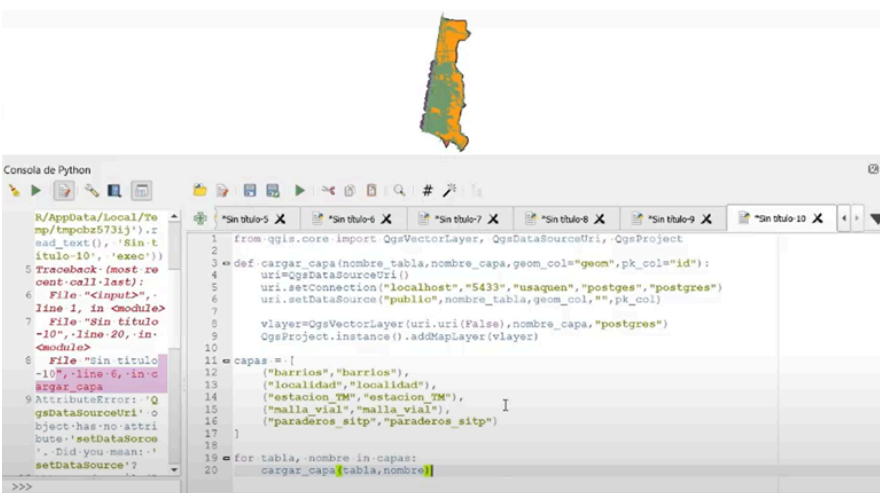 Consola de Python
*Sin título-5 X *Sin título-6 X *Sin título-7 X *Sin título-8 X *Sin título-9 X *Sin título-10 X
R/AppData/Local/Te
mp/tmpcbz573ij').r
ead_text(), 'Sin t
ítulo-10', 'exec'))
5 Traceback (most re
cent call last):
6 File "<input>",
line 1, in <module>
7 File "Sin título
-10", line 20, in
<module>
8 File "Sin título
-10", line 6, in c
argar_capa
9 AttributeError: 'Q
gsDataSourceUri' o
bject has no attri
bute 'setDataSorce
'. Did you mean: '
setDataSource'?
>>>
1 from qgis.core import QgsVectorLayer, QgsDataSourceUri, QgsProject
2
3 def cargar_capa(nombre_tabla,nombre_capa,geom_col="geom",pk_col="id"):
4 uri=QgsDataSourceUri()
5 uri.setConnection("localhost","5433","usaquen","postges","postgres")
6 uri.setDataSource("public",nombre_tabla,geom_col,"",pk_col)
7
8 vlayer=QgsVectorLayer(uri.uri(False),nombre_capa,"postgres")
9 QgsProject.instance().addMapLayer(vlayer)
10
11 capas = [
12 ("barrios","barrios"),
13 ("localidad","localidad"),
14 ("estacion_TM","estacion_TM"),
15 ("malla_vial","malla_vial"),
16 ("paraderos_sitp","paraderos_sitp")
17 ]
18
19 for tabla, nombre in capas:
20 cargar_capa(tabla,nombre)